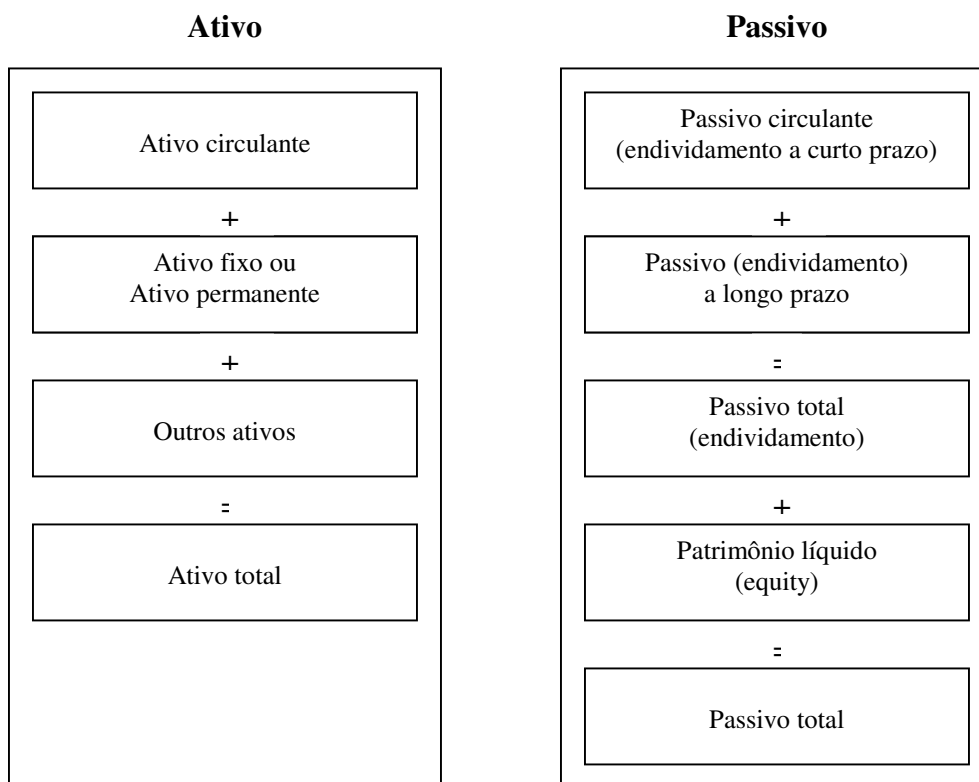 Ativo
Ativo circulante
+
Ativo fixo ou
Ativo permanente
+
Outros ativos
=
Ativo total
Passivo
Passivo circulante
(endividamento a curto prazo)
+
Passivo (endividamento)
a longo prazo
=
Passivo total
(endividamento)
+
Patrimônio líquido
(equity)
=
Passivo total